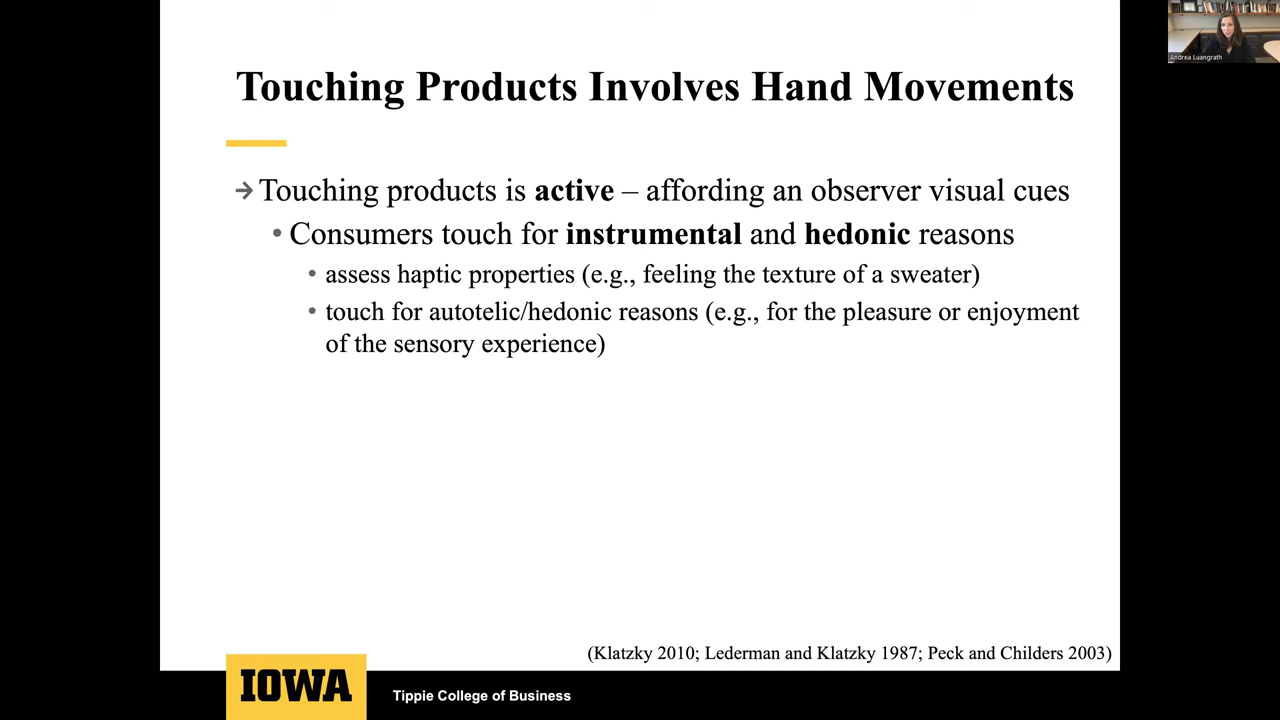 Touching Products Involves Hand Movements
→ Touching products is active – affording an observer visual cues
• Consumers touch for instrumental and hedonic reasons
• assess haptic properties (e.g., feeling the texture of a sweater)
• touch for autotelic/hedonic reasons (e.g., for the pleasure or enjoyment
of the sensory experience)
(Klatzky 2010; Lederman and Klatzky 1987; Peck and Childers 2003)
IOWA
Tippie College of Business
Andrea Luangrath